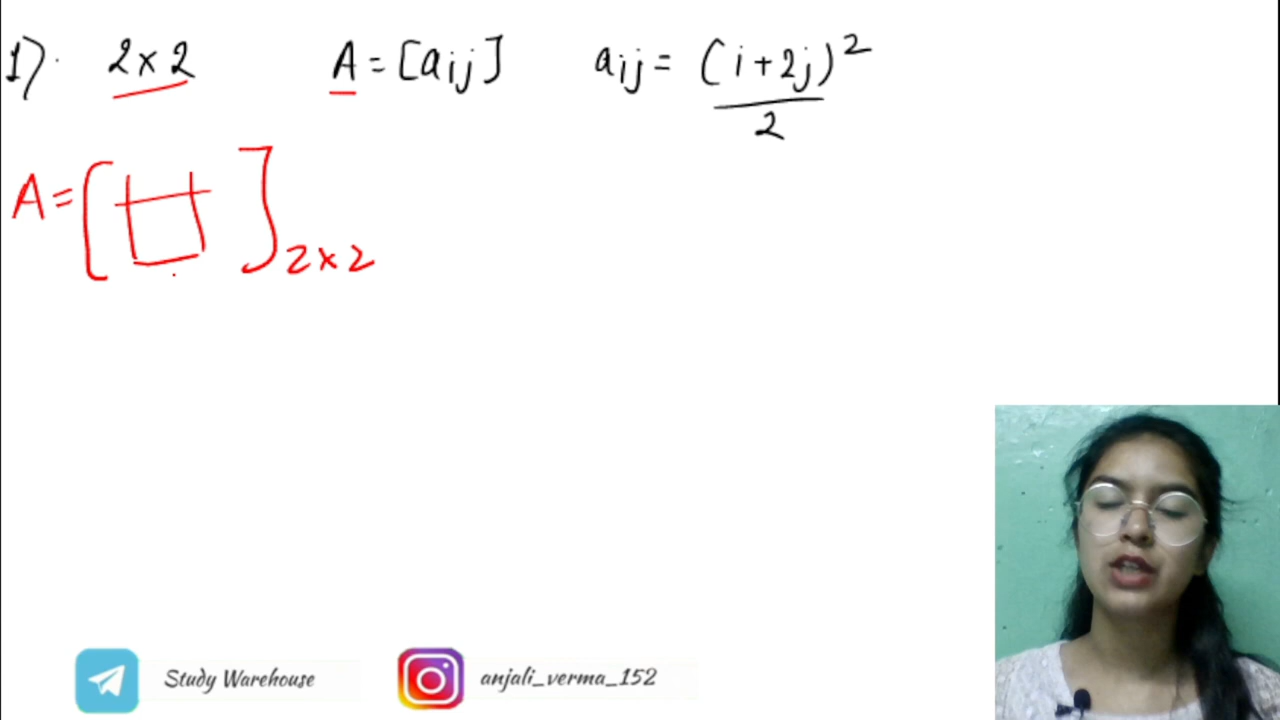 1). 2 × 2 A = [aij] aij = (i + 2j)²
2
A = [ ]2×2
Study Warehouse anjali_verma_152